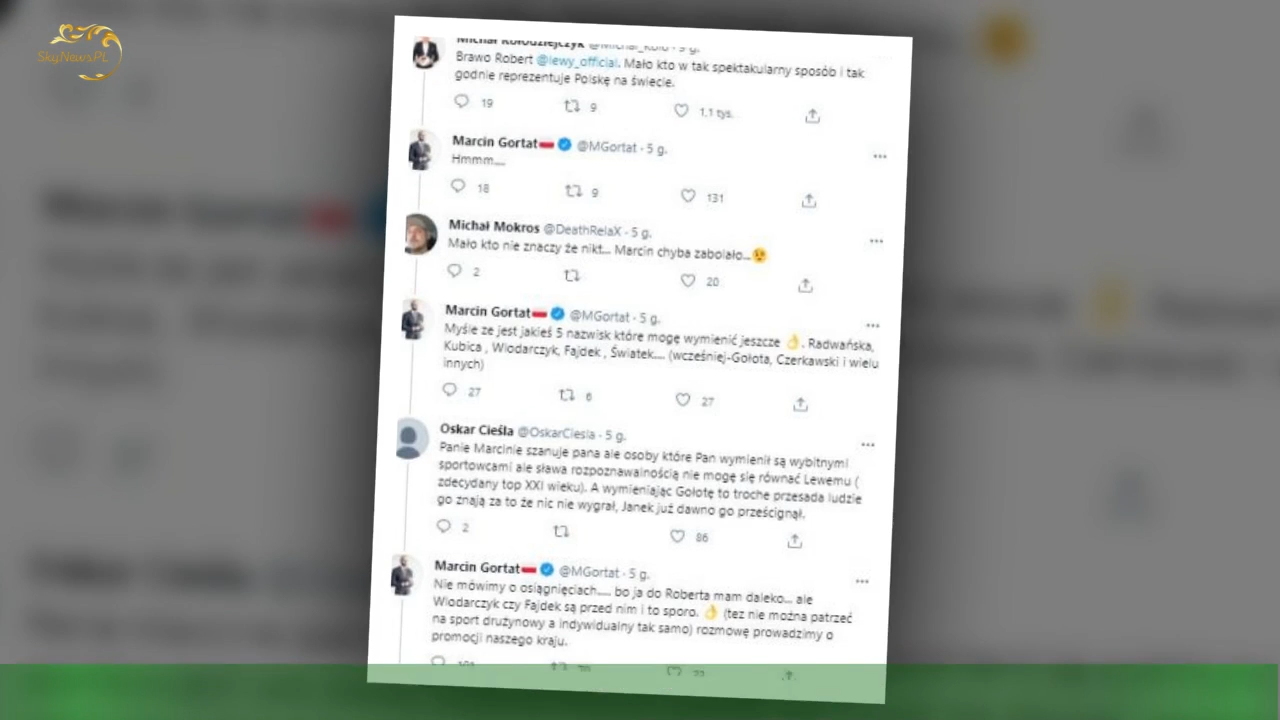 SkyNewsPL
Michał Kołodziejczyk @Michal_Kolo · 5 g.
Brawo Robert @lewy_official. Mało kto w tak spektakularny sposób i tak
godnie reprezentuje Polskę na świecie.
19 9 1,1 tys.
Marcin Gortat @MGortat · 5 g.
Hmmm....
18 9 131
Michał Mokros @DeathRelaX · 5 g.
Mało kto nie znaczy że nikt... Marcin chyba zabolało...
2 20
Marcin Gortat @MGortat · 5 g.
Myśle ze jest jakieś 5 nazwisk które mogę wymienić jeszcze 👌. Radwańska,
Kubica , Wlodarczyk, Fajdek , Światek.... (wcześniej-Gołota, Czerkawski i wielu
innych)
27 6 27
Oskar Cieśla @OskarCiesla · 5 g.
Panie Marcinie szanuje pana ale osoby które Pan wymienił są wybitnymi
sportowcami ale sława rozpoznawalnością nie mogę się równać Lewemu (
zdecydany top XXI wieku). A wymieniając Gołotę to troche przesada ludzie
go znają za to że nic nie wygrał, Janek już dawno go prześcignął.
2 86
Marcin Gortat @MGortat · 5 g.
Nie mówimy o osiągnięciach..... bo ja do Roberta mam daleko... ale
Wlodarczyk czy Fajdek są przed nim i to sporo. 👌 (tez nie można patrzeć
na sport drużynowy a indywidualny tak samo) rozmowę prowadzimy o
promocji naszego kraju.